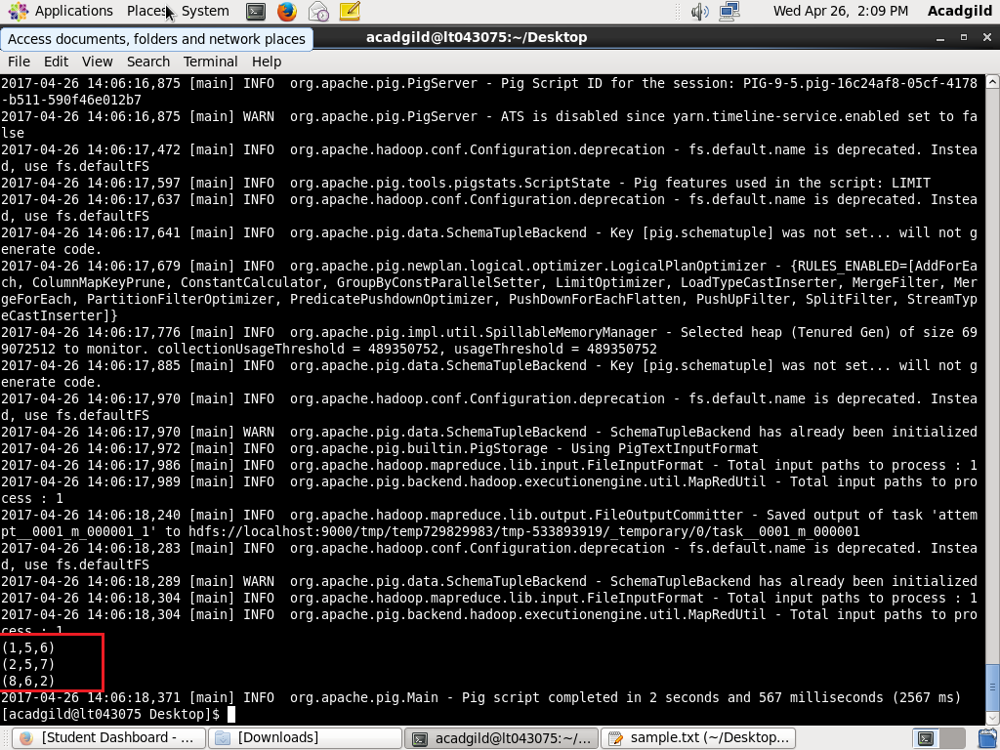 Applications Places System Wed Apr 26, 2:09 PM Acadgild
Access documents, folders and network places
acadgild@lt043075:~/Desktop
File Edit View Search Terminal Help
2017-04-26 14:06:16,875 [main] INFO  org.apache.pig.PigServer - Pig Script ID for the session: PIG-9-5.pig-16c24af8-05cf-4178
-b511-590f46e012b7
2017-04-26 14:06:16,875 [main] WARN  org.apache.pig.PigServer - ATS is disabled since yarn.timeline-service.enabled set to fa
lse
2017-04-26 14:06:17,472 [main] INFO  org.apache.hadoop.conf.Configuration.deprecation - fs.default.name is deprecated. Instea
d, use fs.defaultFS
2017-04-26 14:06:17,597 [main] INFO  org.apache.pig.tools.pigstats.ScriptState - Pig features used in the script: LIMIT
2017-04-26 14:06:17,637 [main] INFO  org.apache.hadoop.conf.Configuration.deprecation - fs.default.name is deprecated. Instea
d, use fs.defaultFS
2017-04-26 14:06:17,641 [main] INFO  org.apache.pig.data.SchemaTupleBackend - Key [pig.schematuple] was not set... will not g
enerate code.
2017-04-26 14:06:17,679 [main] INFO  org.apache.pig.newplan.logical.optimizer.LogicalPlanOptimizer - {RULES_ENABLED=[AddForEa
ch, ColumnMapKeyPrune, ConstantCalculator, GroupByConstParallelSetter, LimitOptimizer, LoadTypeCastInserter, MergeFilter, Mer
geForEach, PartitionFilterOptimizer, PredicatePushdownOptimizer, PushDownForEachFlatten, PushUpFilter, SplitFilter, StreamTyp
eCastInserter]}
2017-04-26 14:06:17,776 [main] INFO  org.apache.pig.impl.util.SpillableMemoryManager - Selected heap (Tenured Gen) of size 69
9072512 to monitor. collectionUsageThreshold = 489350752, usageThreshold = 489350752
2017-04-26 14:06:17,885 [main] INFO  org.apache.pig.data.SchemaTupleBackend - Key [pig.schematuple] was not set... will not g
enerate code.
2017-04-26 14:06:17,970 [main] INFO  org.apache.hadoop.conf.Configuration.deprecation - fs.default.name is deprecated. Instea
d, use fs.defaultFS
2017-04-26 14:06:17,970 [main] WARN  org.apache.pig.data.SchemaTupleBackend - SchemaTupleBackend has already been initialized
2017-04-26 14:06:17,972 [main] INFO  org.apache.pig.builtin.PigStorage - Using PigTextInputFormat
2017-04-26 14:06:17,986 [main] INFO  org.apache.hadoop.mapreduce.lib.input.FileInputFormat - Total input paths to process : 1
2017-04-26 14:06:17,989 [main] INFO  org.apache.pig.backend.hadoop.executionengine.util.MapRedUtil - Total input paths to pro
cess : 1
2017-04-26 14:06:18,240 [main] INFO  org.apache.hadoop.mapreduce.lib.output.FileOutputCommitter - Saved output of task 'attem
pt__0001_m_000001_1' to hdfs://localhost:9000/tmp/temp729829983/tmp-533893919/_temporary/0/task__0001_m_000001
2017-04-26 14:06:18,283 [main] INFO  org.apache.hadoop.conf.Configuration.deprecation - fs.default.name is deprecated. Instea
d, use fs.defaultFS
2017-04-26 14:06:18,289 [main] WARN  org.apache.pig.data.SchemaTupleBackend - SchemaTupleBackend has already been initialized
2017-04-26 14:06:18,304 [main] INFO  org.apache.hadoop.mapreduce.lib.input.FileInputFormat - Total input paths to process : 1
2017-04-26 14:06:18,304 [main] INFO  org.apache.pig.backend.hadoop.executionengine.util.MapRedUtil - Total input paths to pro
cess : 1
(1,5,6)
(2,5,7)
(8,6,2)
2017-04-26 14:06:18,371 [main] INFO  org.apache.pig.Main - Pig script completed in 2 seconds and 567 milliseconds (2567 ms)
[acadgild@lt043075 Desktop]$
[Student Dashboard - ... [Downloads] acadgild@lt043075:~/... sample.txt (~/Desktop...